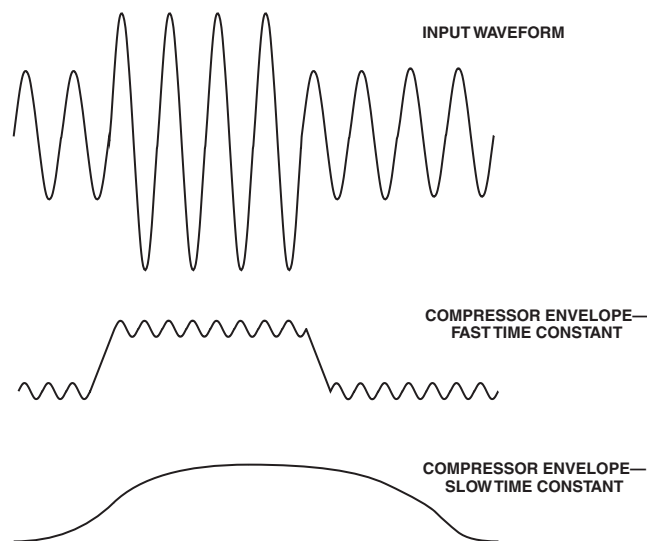 INPUT WAVEFORM
COMPRESSOR ENVELOPE—
FAST TIME CONSTANT
COMPRESSOR ENVELOPE—
SLOW TIME CONSTANT